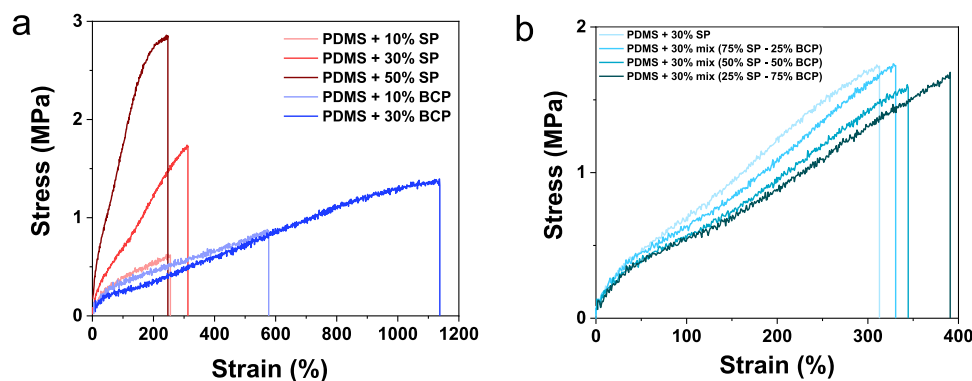 a
PDMS + 10% SP
PDMS + 30% SP
PDMS + 50% SP
PDMS + 10% BCP
PDMS + 30% BCP
Stress (MPa)
3
2
1
0
0 200 400 600 800 1000 1200
Strain (%)
b
PDMS + 30% SP
PDMS + 30% mix (75% SP - 25% BCP)
PDMS + 30% mix (50% SP - 50% BCP)
PDMS + 30% mix (25% SP - 75% BCP)
Stress (MPa)
2
1
0
0 100 200 300 400
Strain (%)